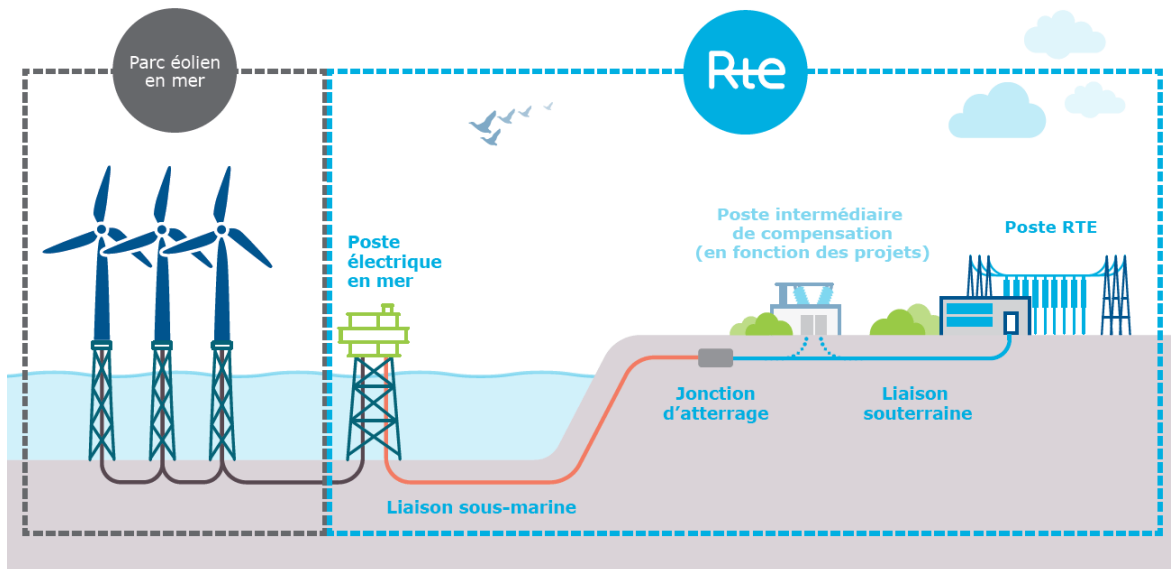 Parc éolien
en mer
Rte
Poste
électrique
en mer
Poste intermédiaire
de compensation
(en fonction des projets)
Poste RTE
Jonction
d’atterrage
Liaison
souterraine
Liaison sous-marine